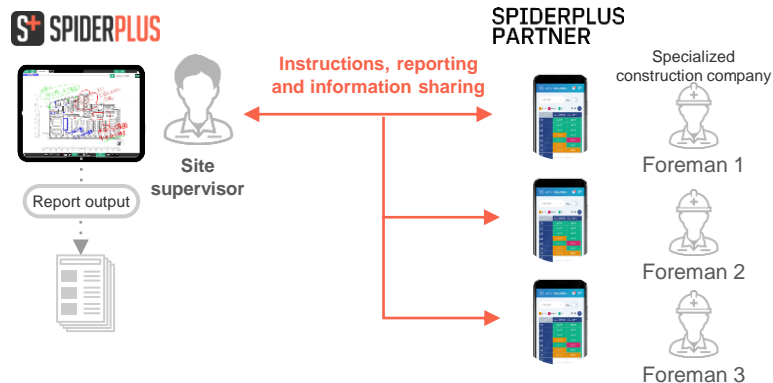 S+ SPIDERPLUS
SPIDERPLUS
PARTNER
Instructions, reporting
and information sharing
Specialized
construction company
Site
supervisor
Report output
Foreman 1
Foreman 2
Foreman 3